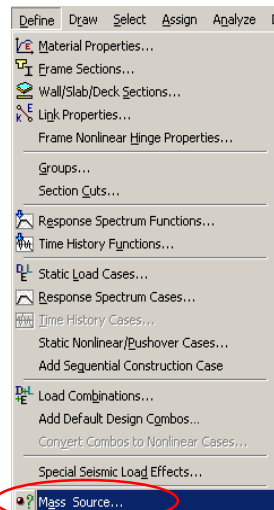 Define Draw Select Assign Analyze D
Material Properties...
Frame Sections...
Wall/Slab/Deck Sections...
Link Properties...
Frame Nonlinear Hinge Properties...
Groups...
Section Cuts...
Response Spectrum Functions...
Time History Functions...
Static Load Cases...
Response Spectrum Cases...
Time History Cases...
Static Nonlinear/Pushover Cases...
Add Sequential Construction Case
Load Combinations...
Add Default Design Combos...
Convert Combos to Nonlinear Cases...
Special Seismic Load Effects...
Mass Source...